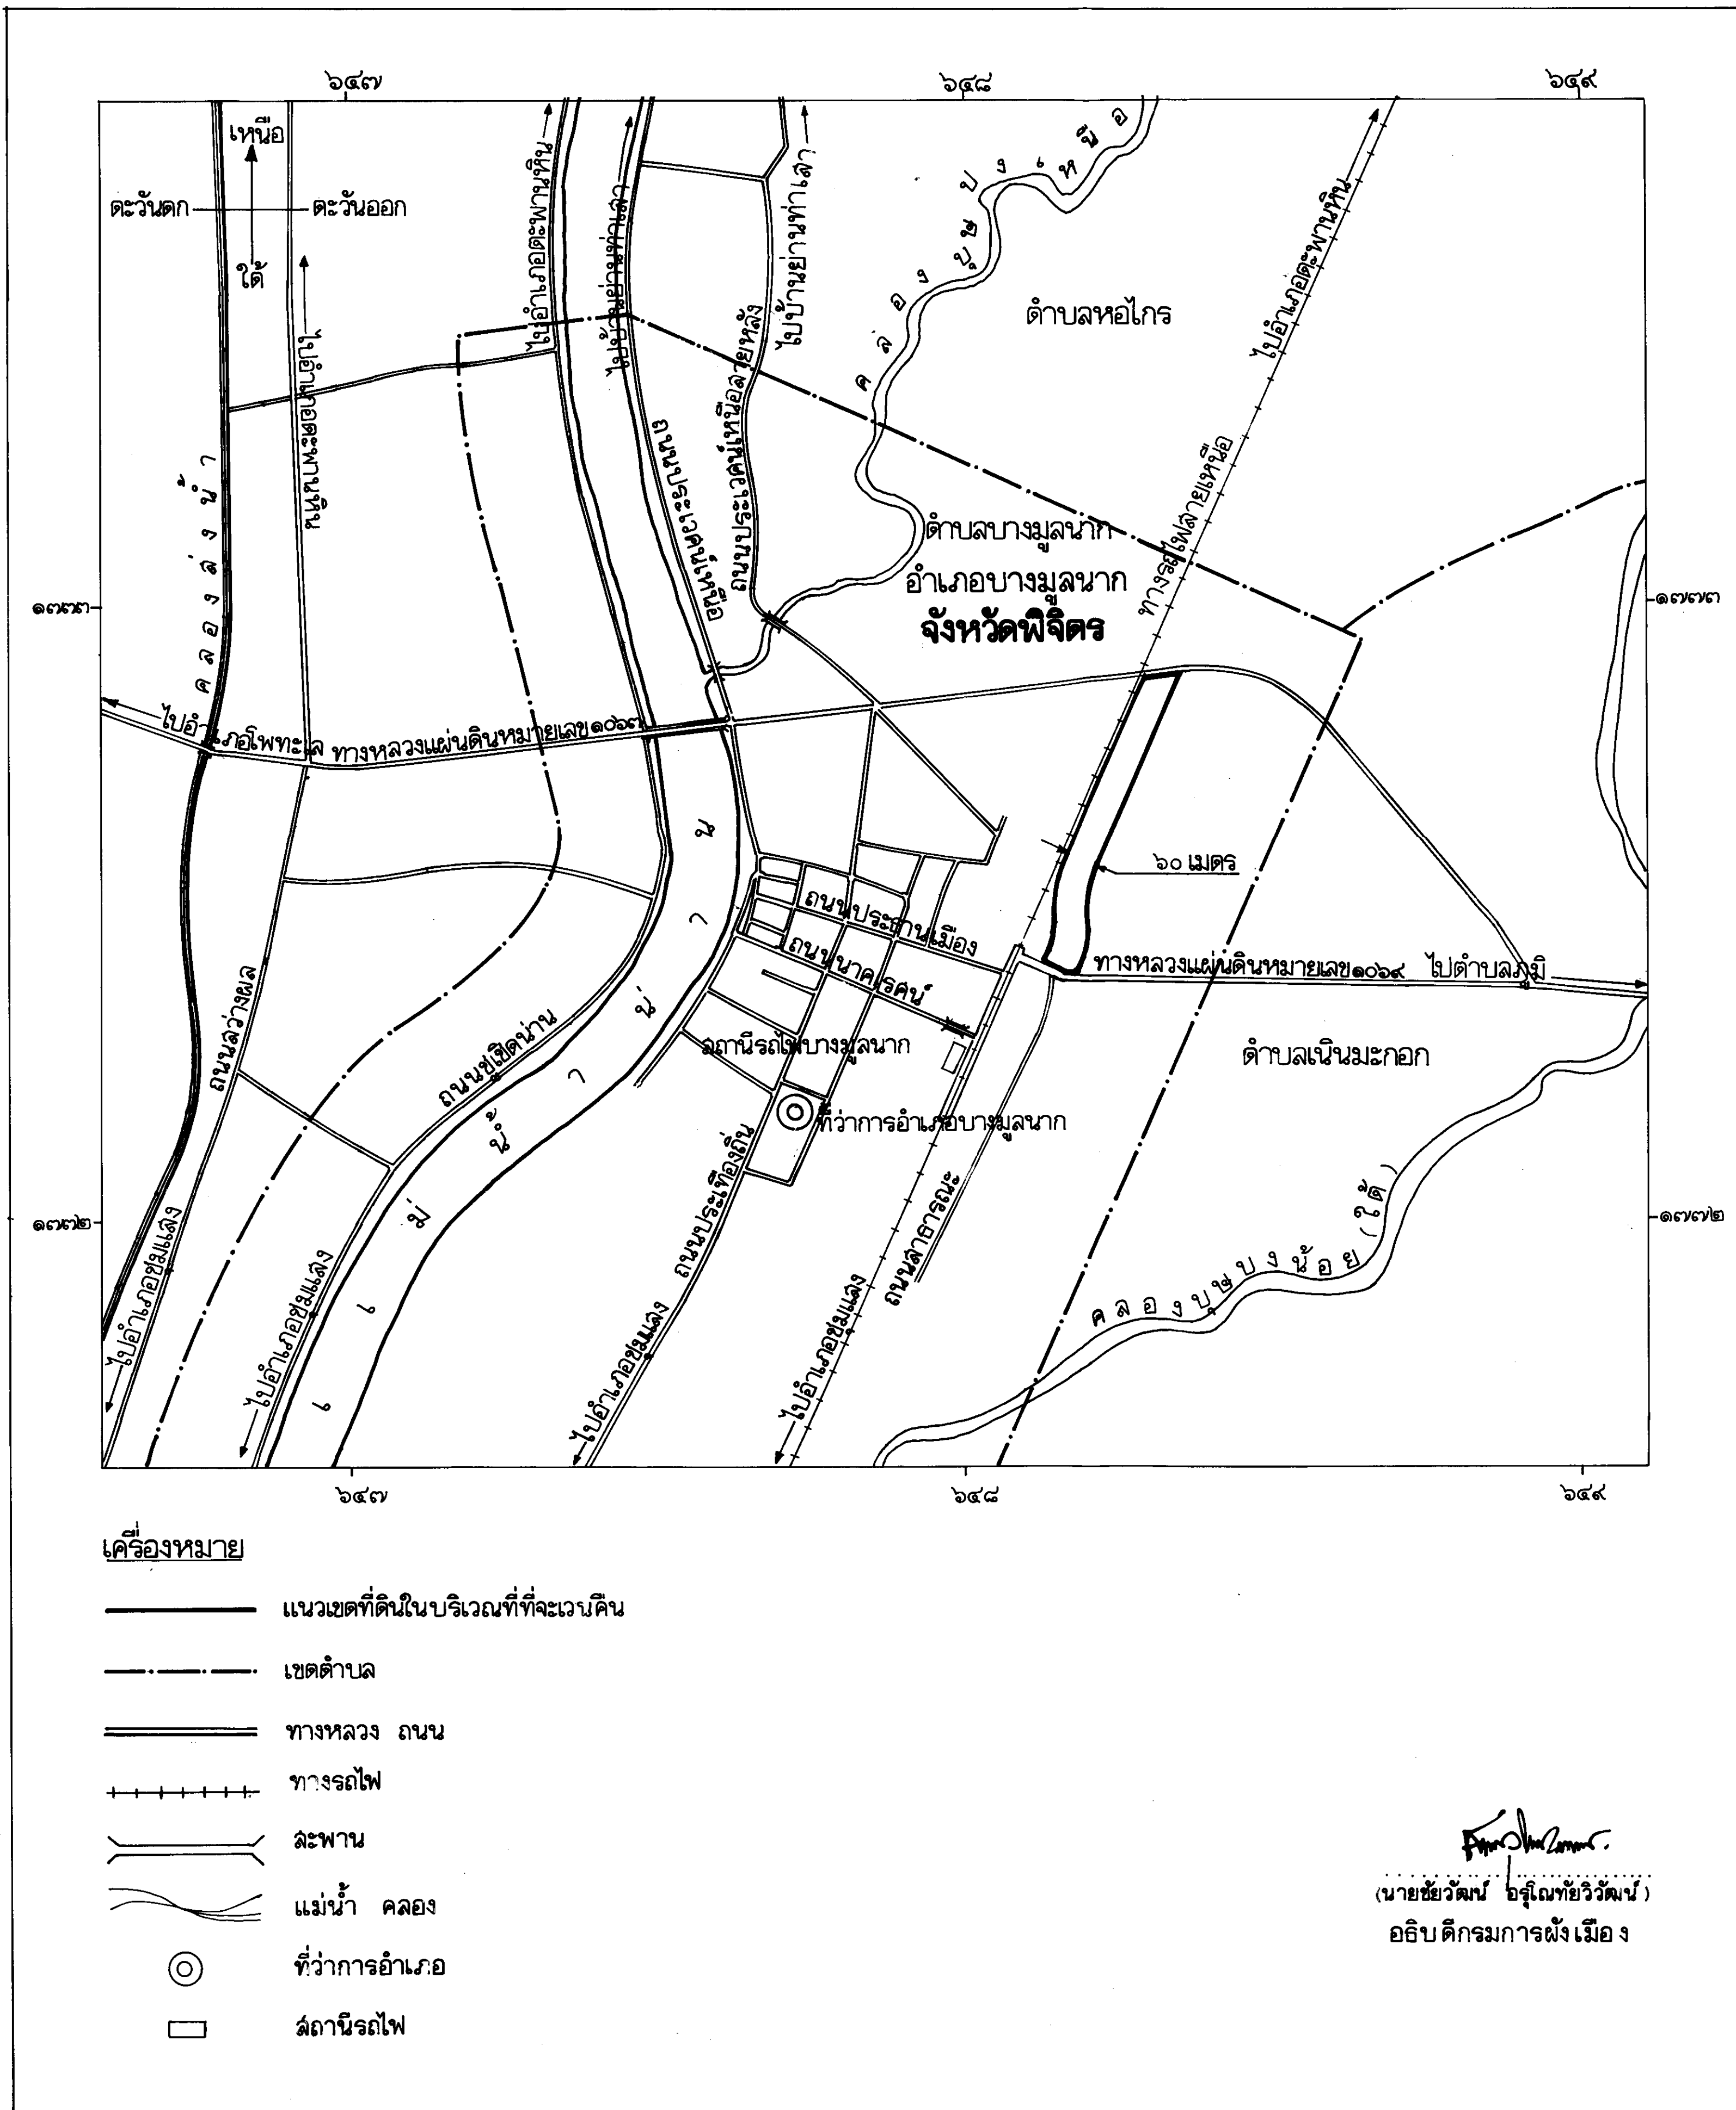 ๖๔๗ ๖๔๘ ๖๔๙
เหนือ
ตะวันตก ตะวันออก
ใต้
ไปอำเภอตะพานหิน
ไปอำเภอตะพานหิน
ไปบ้านย่านท่าเสา
ไปอำเภอตะพานหิน
คลองบุษบงเหนือ
ตำบลหอไกร
ถนนประเวศน์เหนือ
ถนนประเวศน์เหนือสายหลัง
ทางรถไฟสายเหนือ
คลองส่งน้ำ
ตำบลบางมูลนาก
อำเภอบางมูลนาก
จังหวัดพิจิตร
๑๗๗๓ ๑๗๗๓
ไปอำเภอโพทะเล ทางหลวงแผ่นดินหมายเลข๑๐๖๗
แม่น้ำน่าน
๖๐ เมตร
ถนนประธานเมือง
ถนนนาคเรศน์
ทางหลวงแผ่นดินหมายเลข๑๐๖๙ ไปตำบลภูมิ
ถนนสว่างผล
ถนนชูเชิดน่าน
สถานีรถไฟบางมูลนาก
ตำบลเนินมะกอก
ที่ว่าการอำเภอบางมูลนาก
ถนนประเทืองถิ่น
ถนนสาธารณะ
คลองบุษบงน้อย (ใต้)
๑๗๗๒ ๑๗๗๒
ไปอำเภอชุมแสง
ไปอำเภอชุมแสง
ไปอำเภอชุมแสง
ไปอำเภอชุมแสง
๖๔๗ ๖๔๘ ๖๔๙
เครื่องหมาย
แนวเขตที่ดินในบริเวณที่ที่จะเวนคืน
เขตตำบล
ทางหลวง ถนน
ทางรถไฟ
สะพาน
แม่น้ำ คลอง
ที่ว่าการอำเภอ
สถานีรถไฟ
(นายชัยวัฒน์ อรุโณทัยวิวัฒน์)
อธิบดีกรมการผังเมือง